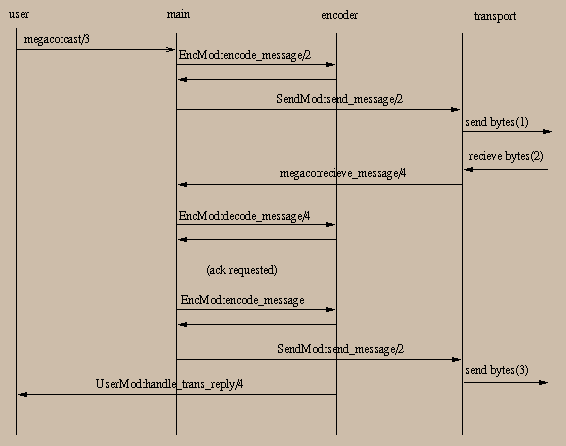 user main encoder transport
megaco:cast/3
EncMod:encode_message/2
SendMod:send_message/2
send bytes(1)
recieve bytes(2)
megaco:recieve_message/4
EncMod:decode_message/4
(ack requested)
EncMod:encode_message
SendMod:send_message/2
send bytes(3)
UserMod:handle_trans_reply/4